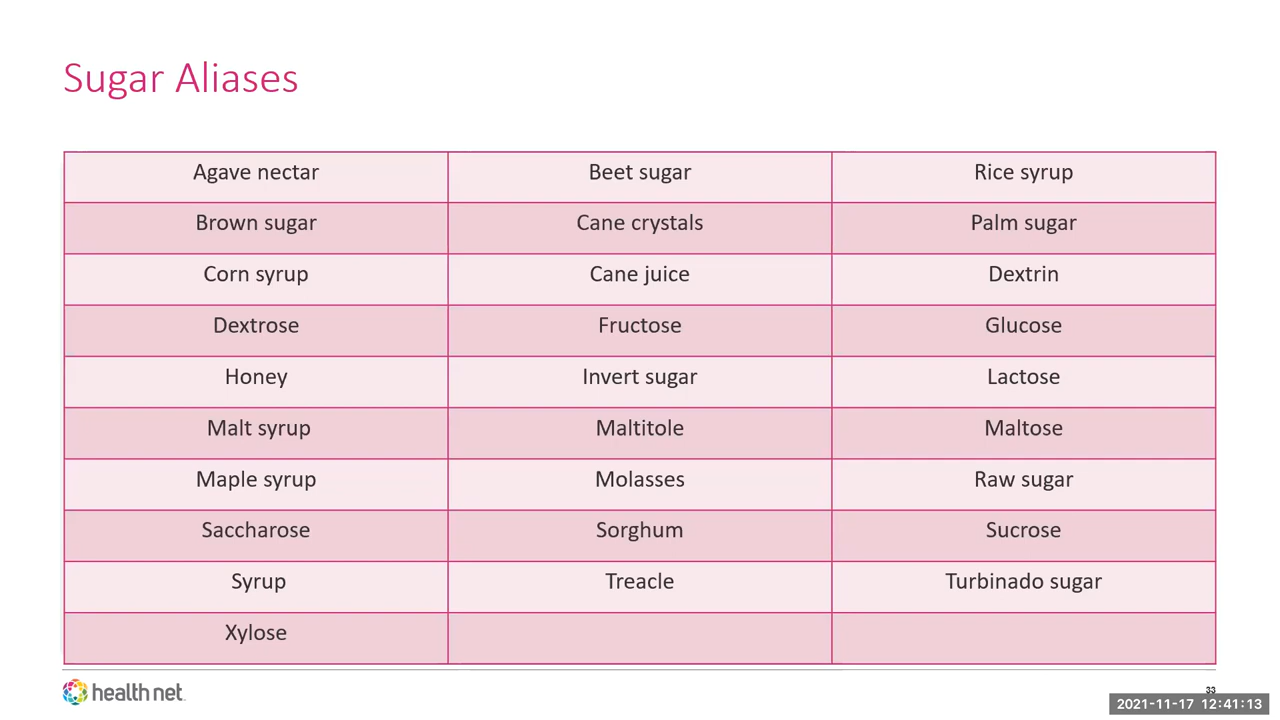 Sugar Aliases
Agave nectar Beet sugar Rice syrup
Brown sugar Cane crystals Palm sugar
Corn syrup Cane juice Dextrin
Dextrose Fructose Glucose
Honey Invert sugar Lactose
Malt syrup Maltitole Maltose
Maple syrup Molasses Raw sugar
Saccharose Sorghum Sucrose
Syrup Treacle Turbinado sugar
Xylose
health net
33
2021-11-17 12:41:13